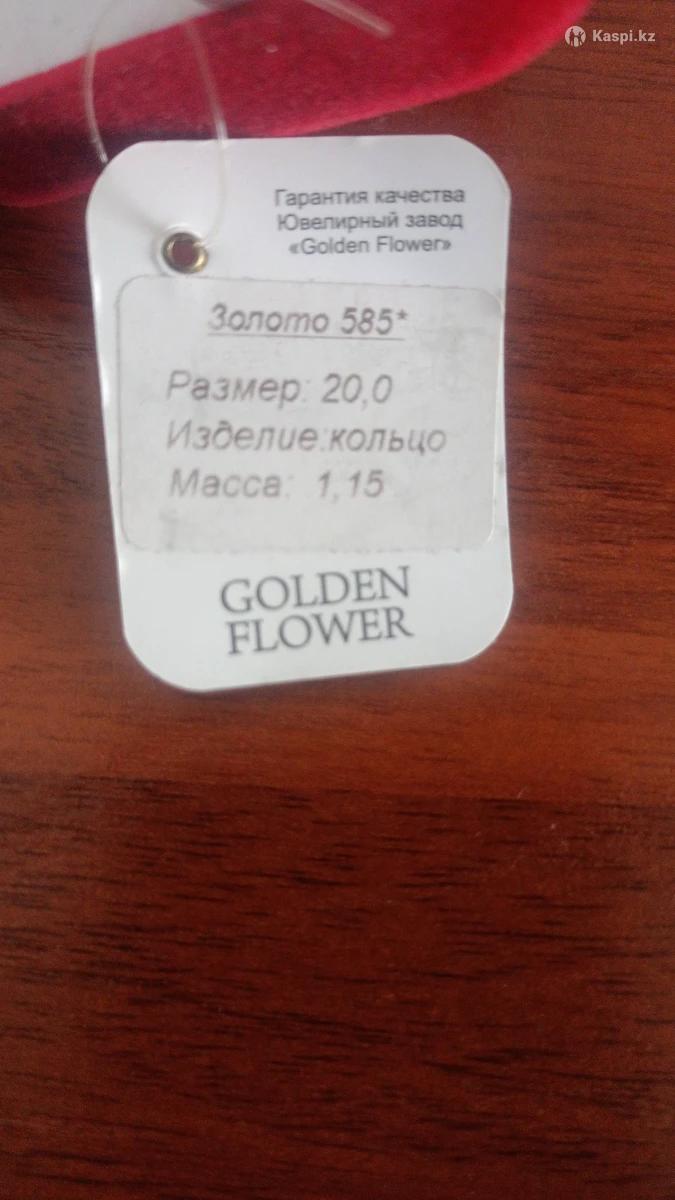 Kaspi.kz
Гарантия качества
Ювелирный завод
«Golden Flower»
Золото 585*
Размер: 20,0
Изделие:кольцо
Масса: 1,15
GOLDEN
FLOWER